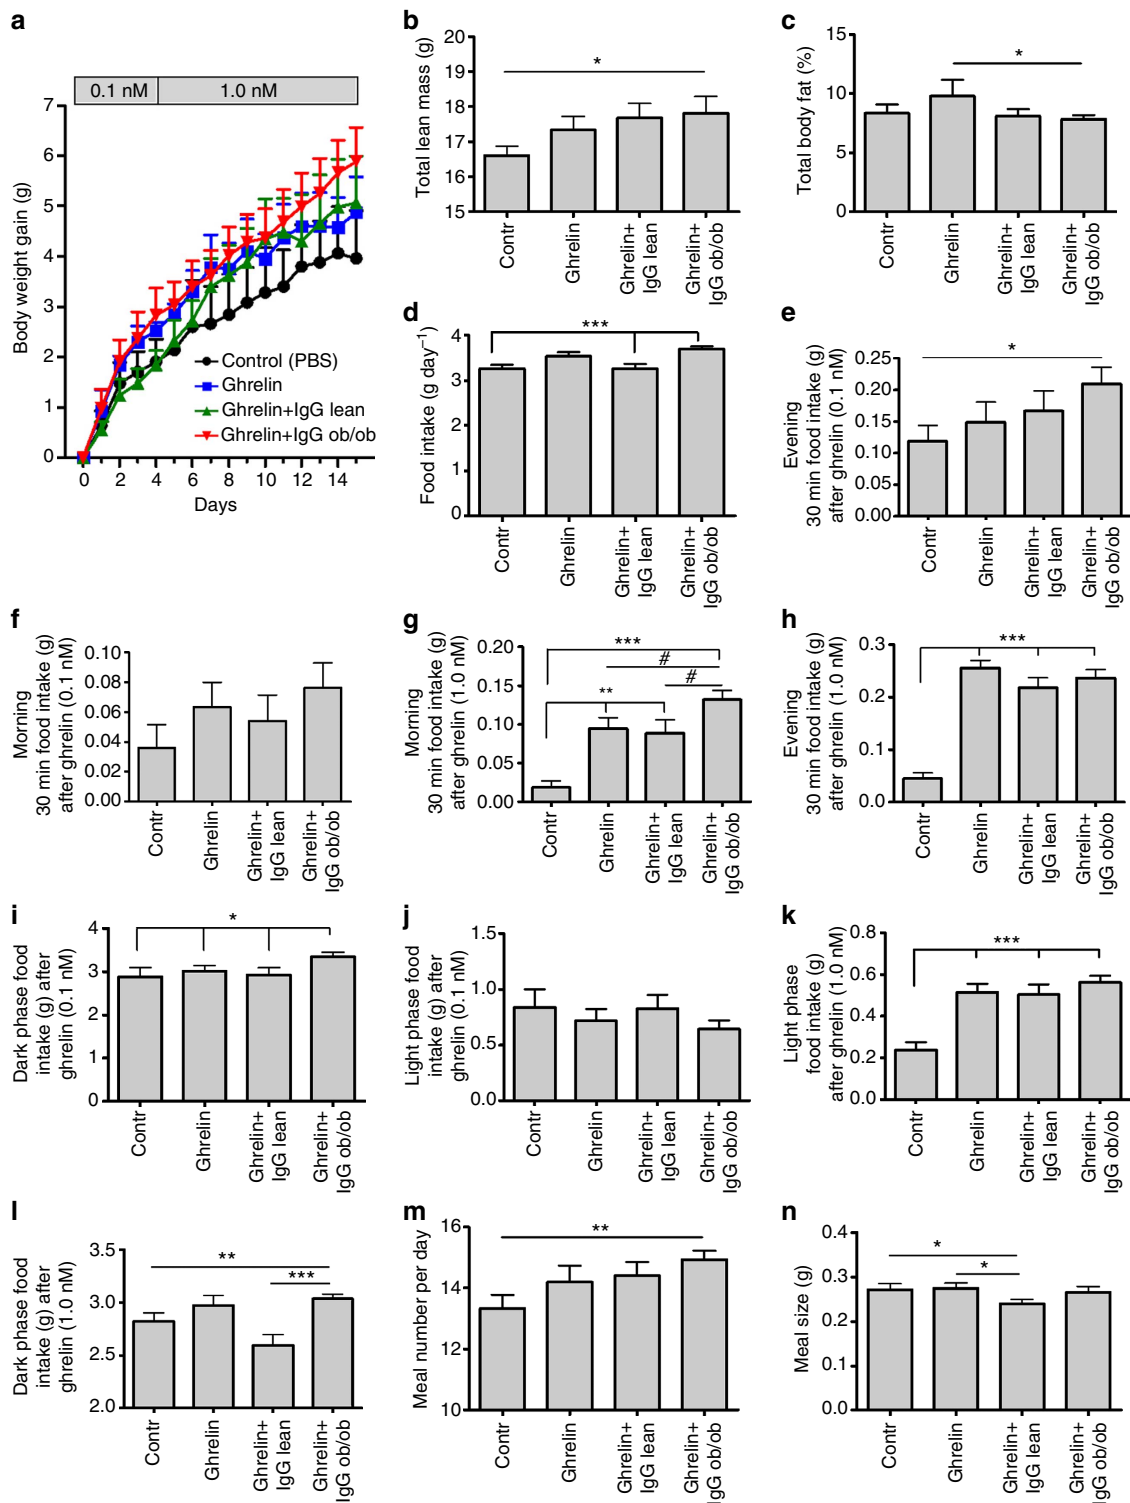 a
0.1 nM 1.0 nM
Body weight gain (g)
7
6
5
4
3
2
1
0
0 2 4 6 8 10 12 14
Days
Control (PBS)
Ghrelin
Ghrelin+IgG lean
Ghrelin+IgG ob/ob
b
Total lean mass (g)
20
19
18
17
16
15
*
Contr
Ghrelin
Ghrelin+
IgG lean
Ghrelin+
IgG ob/ob
c
Total body fat (%)
15
10
5
0
*
Contr
Ghrelin
Ghrelin+
IgG lean
Ghrelin+
IgG ob/ob
d
Food intake (g day⁻¹)
4
3
2
1
0
***
Contr
Ghrelin
Ghrelin+
IgG lean
Ghrelin+
IgG ob/ob
e
Evening
30 min food intake (g)
after ghrelin (0.1 nM)
0.25
0.20
0.15
0.10
0.05
0.00
*
Contr
Ghrelin
Ghrelin+
IgG lean
Ghrelin+
IgG ob/ob
f
Morning
30 min food intake (g)
after ghrelin (0.1 nM)
0.10
0.08
0.06
0.04
0.02
0.00
Contr
Ghrelin
Ghrelin+
IgG lean
Ghrelin+
IgG ob/ob
g
Morning
30 min food intake (g)
after ghrelin (1.0 nM)
0.20
0.15
0.10
0.05
0.00
***
#
#
**
Contr
Ghrelin
Ghrelin+
IgG lean
Ghrelin+
IgG ob/ob
h
Evening
30 min food intake (g)
after ghrelin (1.0 nM)
0.3
0.2
0.1
0.0
***
Contr
Ghrelin
Ghrelin+
IgG lean
Ghrelin+
IgG ob/ob
i
Dark phase food
intake (g) after
ghrelin (0.1 nM)
4
3
2
1
0
*
Contr
Ghrelin
Ghrelin+
IgG lean
Ghrelin+
IgG ob/ob
j
Light phase food
intake (g) after
ghrelin (0.1 nM)
1.5
1.0
0.5
0.0
Contr
Ghrelin
Ghrelin+
IgG lean
Ghrelin+
IgG ob/ob
k
Light phase
food intake (g)
after ghrelin (1.0 nM)
0.8
0.6
0.4
0.2
0.0
***
Contr
Ghrelin
Ghrelin+
IgG lean
Ghrelin+
IgG ob/ob
l
Dark phase food
intake (g) after
ghrelin (1.0 nM)
3.5
3.0
2.5
2.0
**
***
Contr
Ghrelin
Ghrelin+
IgG lean
Ghrelin+
IgG ob/ob
m
Meal number per day
16
14
12
10
**
Contr
Ghrelin
Ghrelin+
IgG lean
Ghrelin+
IgG ob/ob
n
Meal size (g)
0.4
0.3
0.2
0.1
0.0
*
*
Contr
Ghrelin
Ghrelin+
IgG lean
Ghrelin+
IgG ob/ob